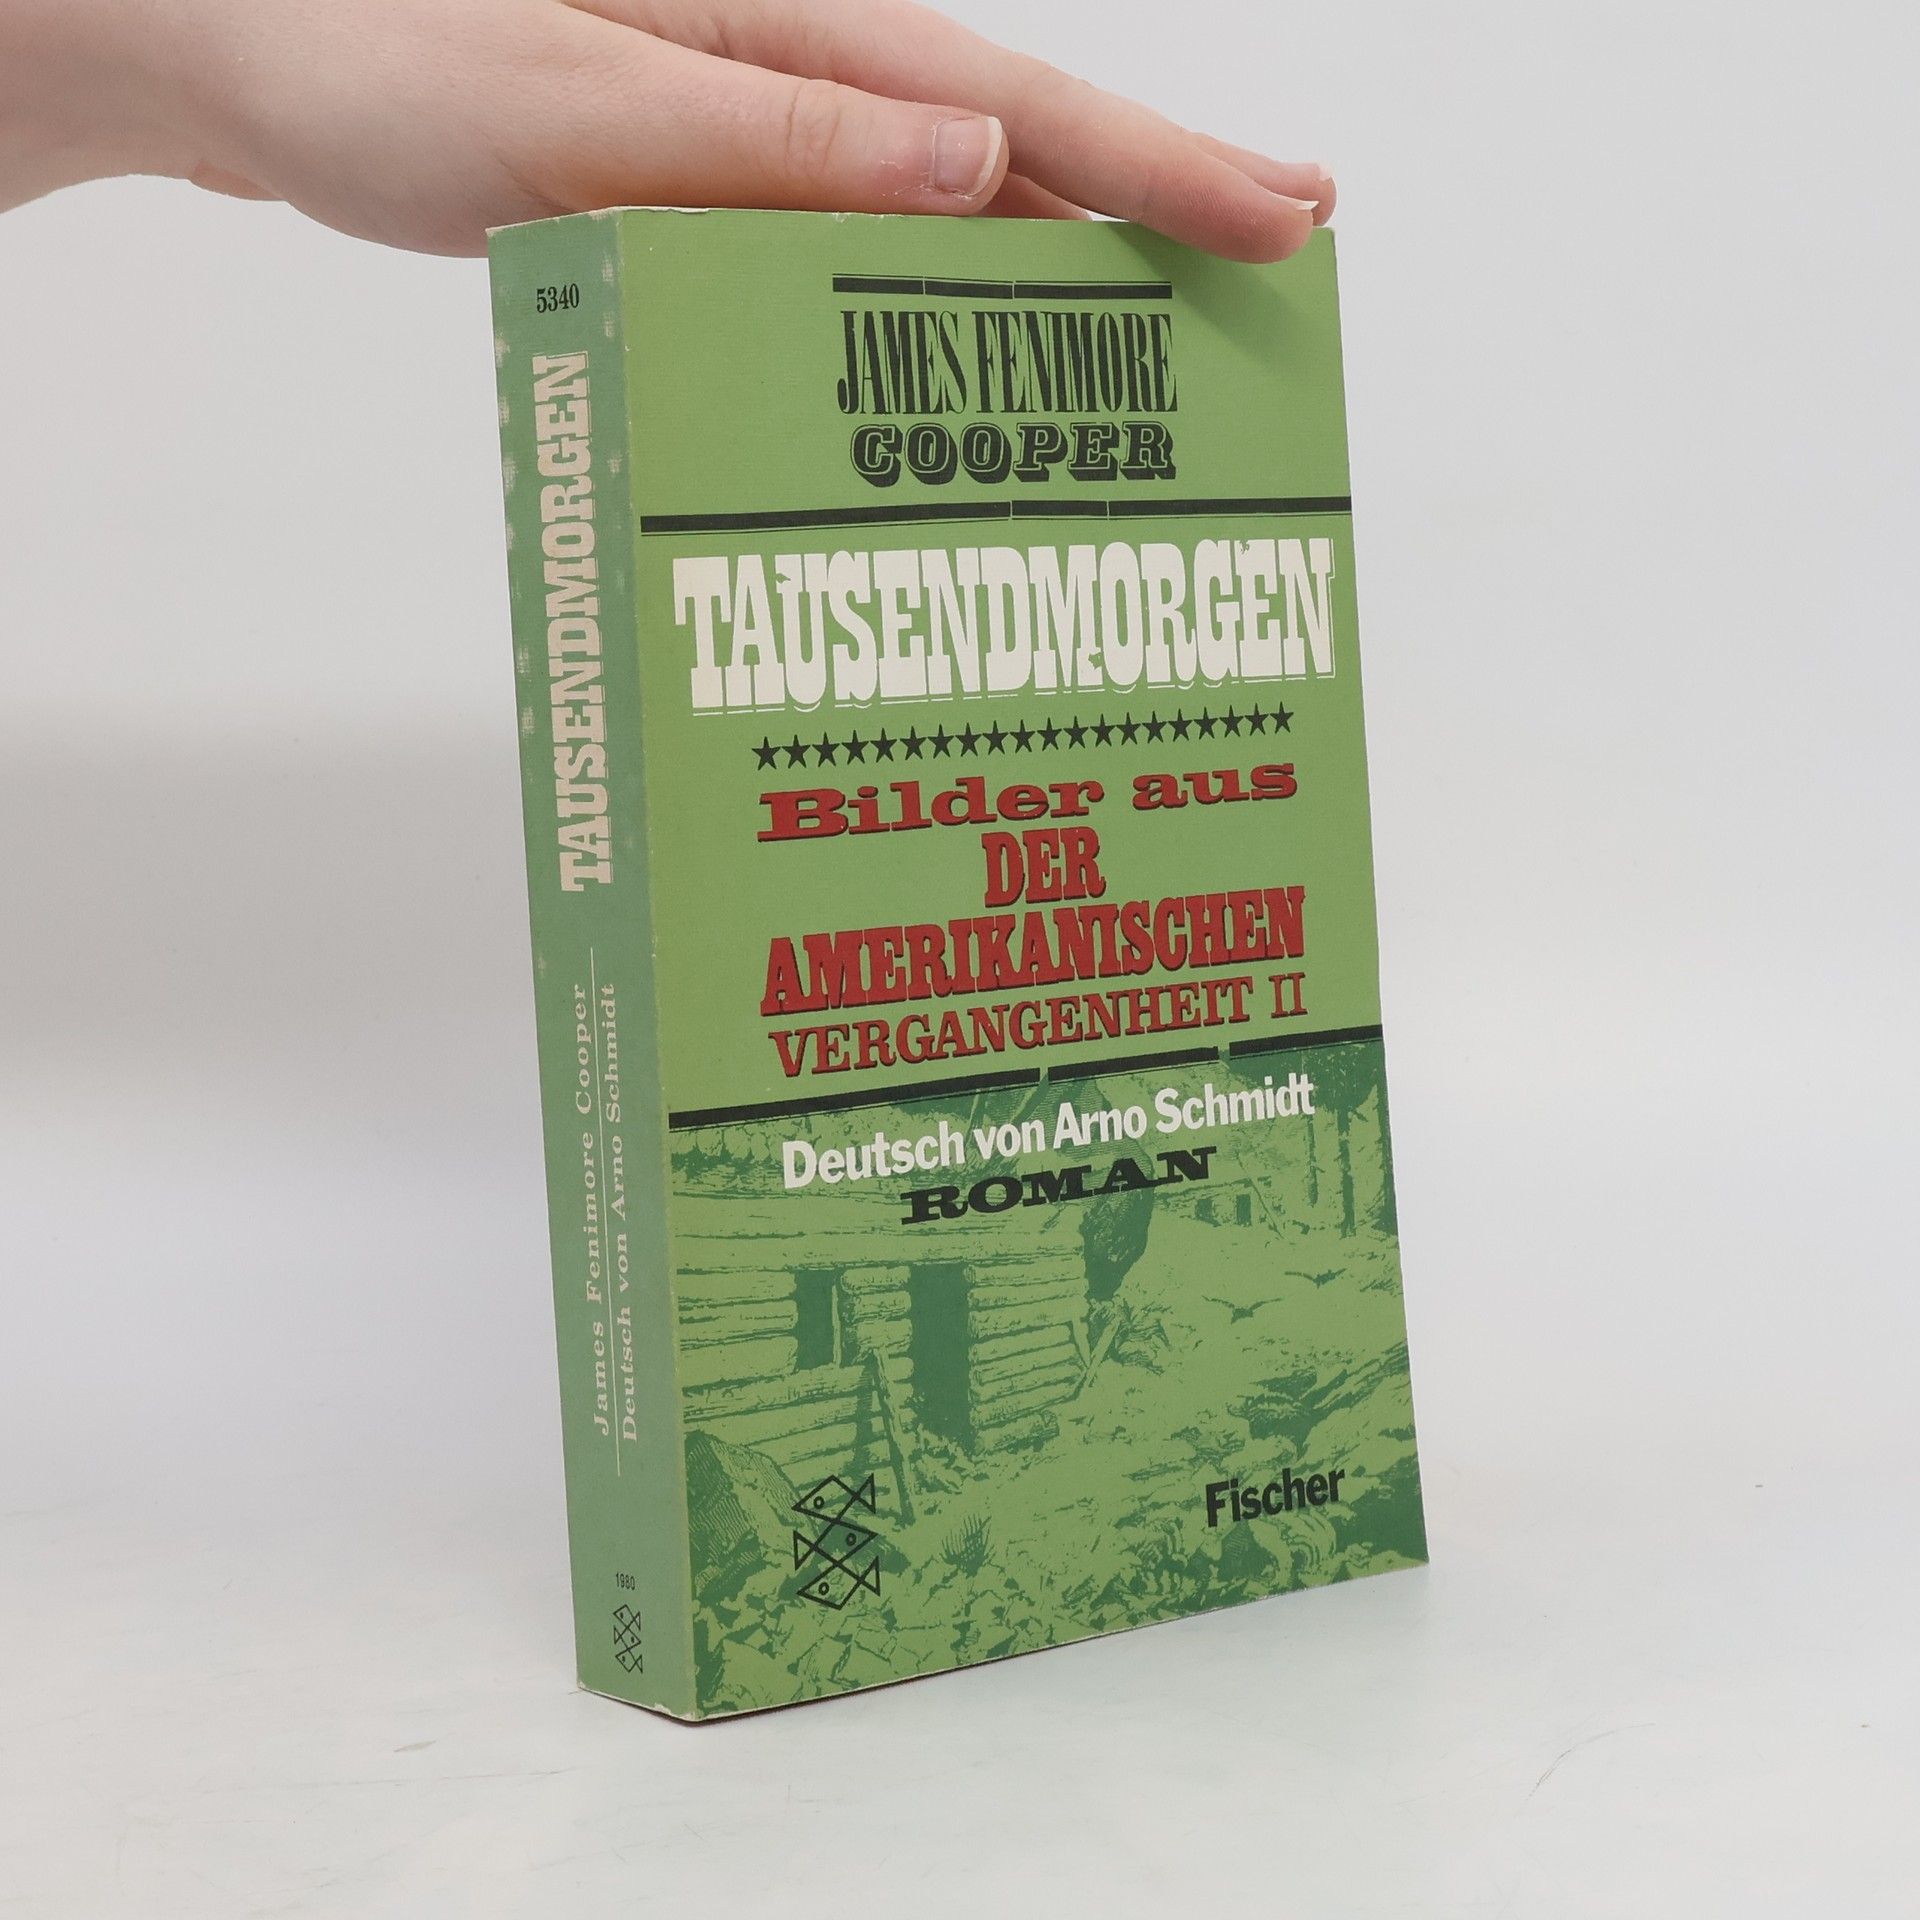 5340
TAUSENDMORGEN
James Fenimore Cooper
Deutsch von Arno Schmidt
1980
JAMES FENIMORE
COOPER
TAUSENDMORGEN
Bilder aus
DER
AMERIKANISCHEN
VERGANGENHEIT II
Deutsch von Arno Schmidt
ROMAN
Fischer